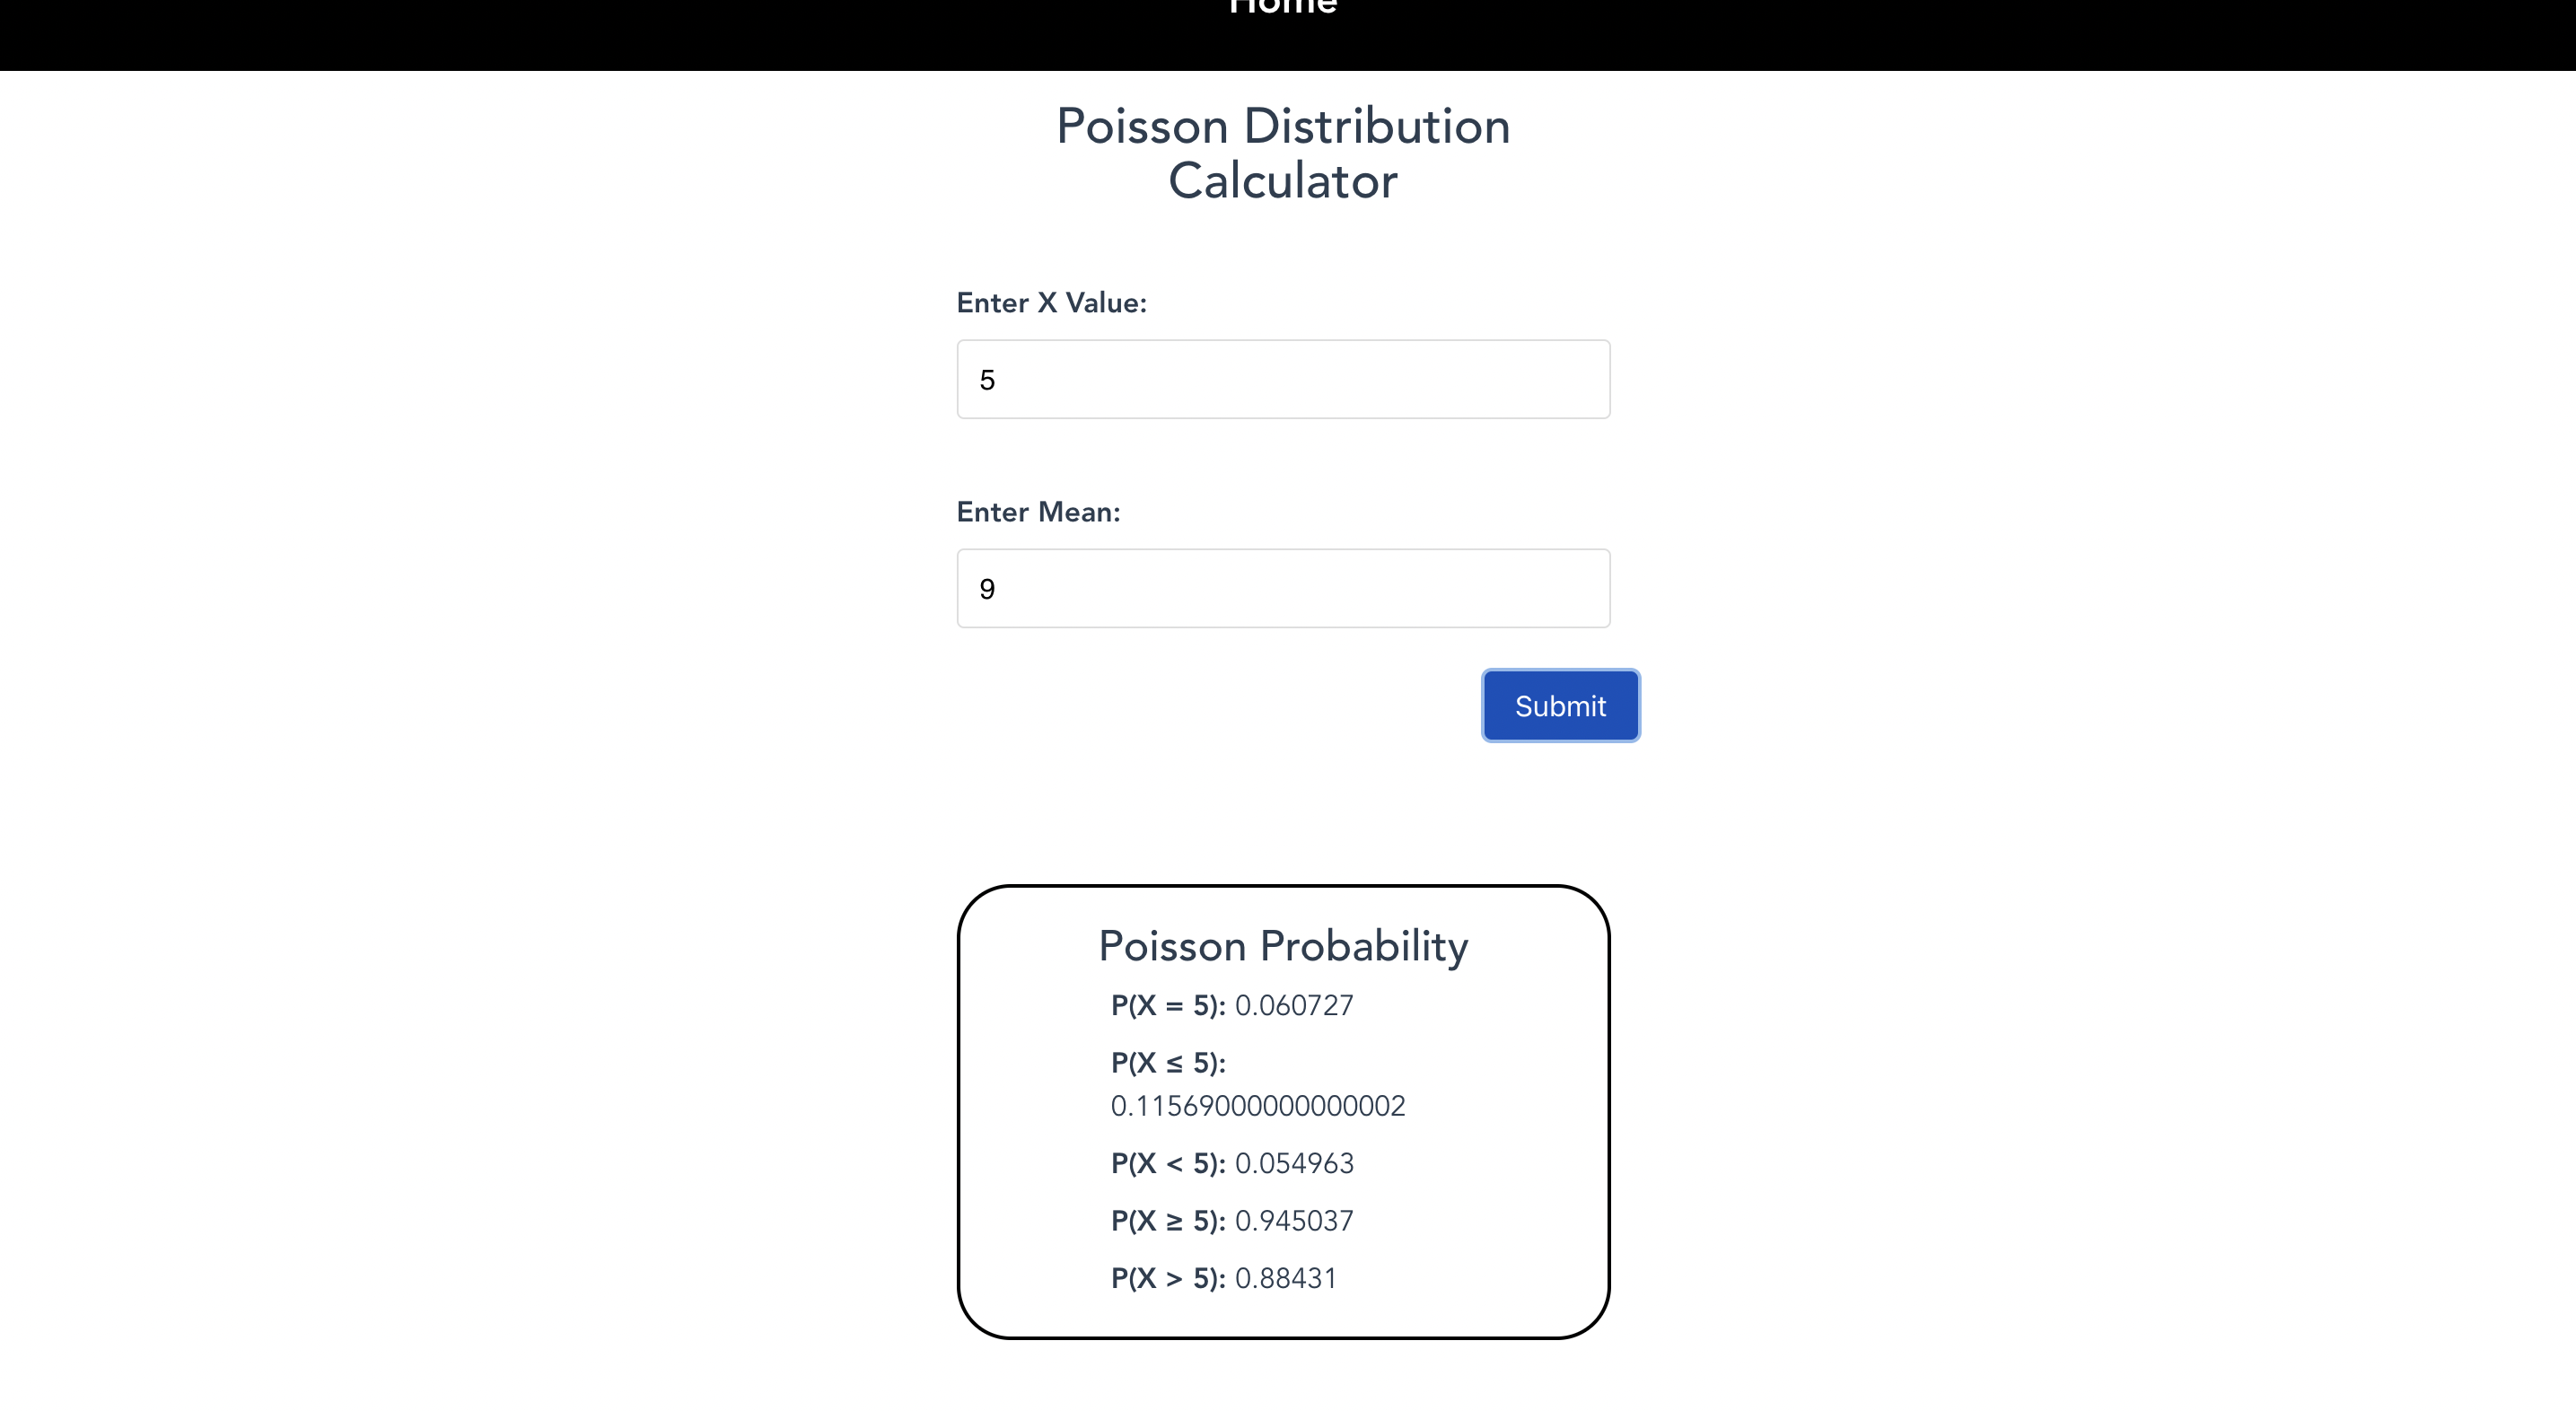 Home
Poisson Distribution
Calculator
Enter X Value:
5
Enter Mean:
9
Submit
Poisson Probability
P(X = 5): 0.060727
P(X ≤ 5):
0.11569000000000002
P(X < 5): 0.054963
P(X ≥ 5): 0.945037
P(X > 5): 0.88431